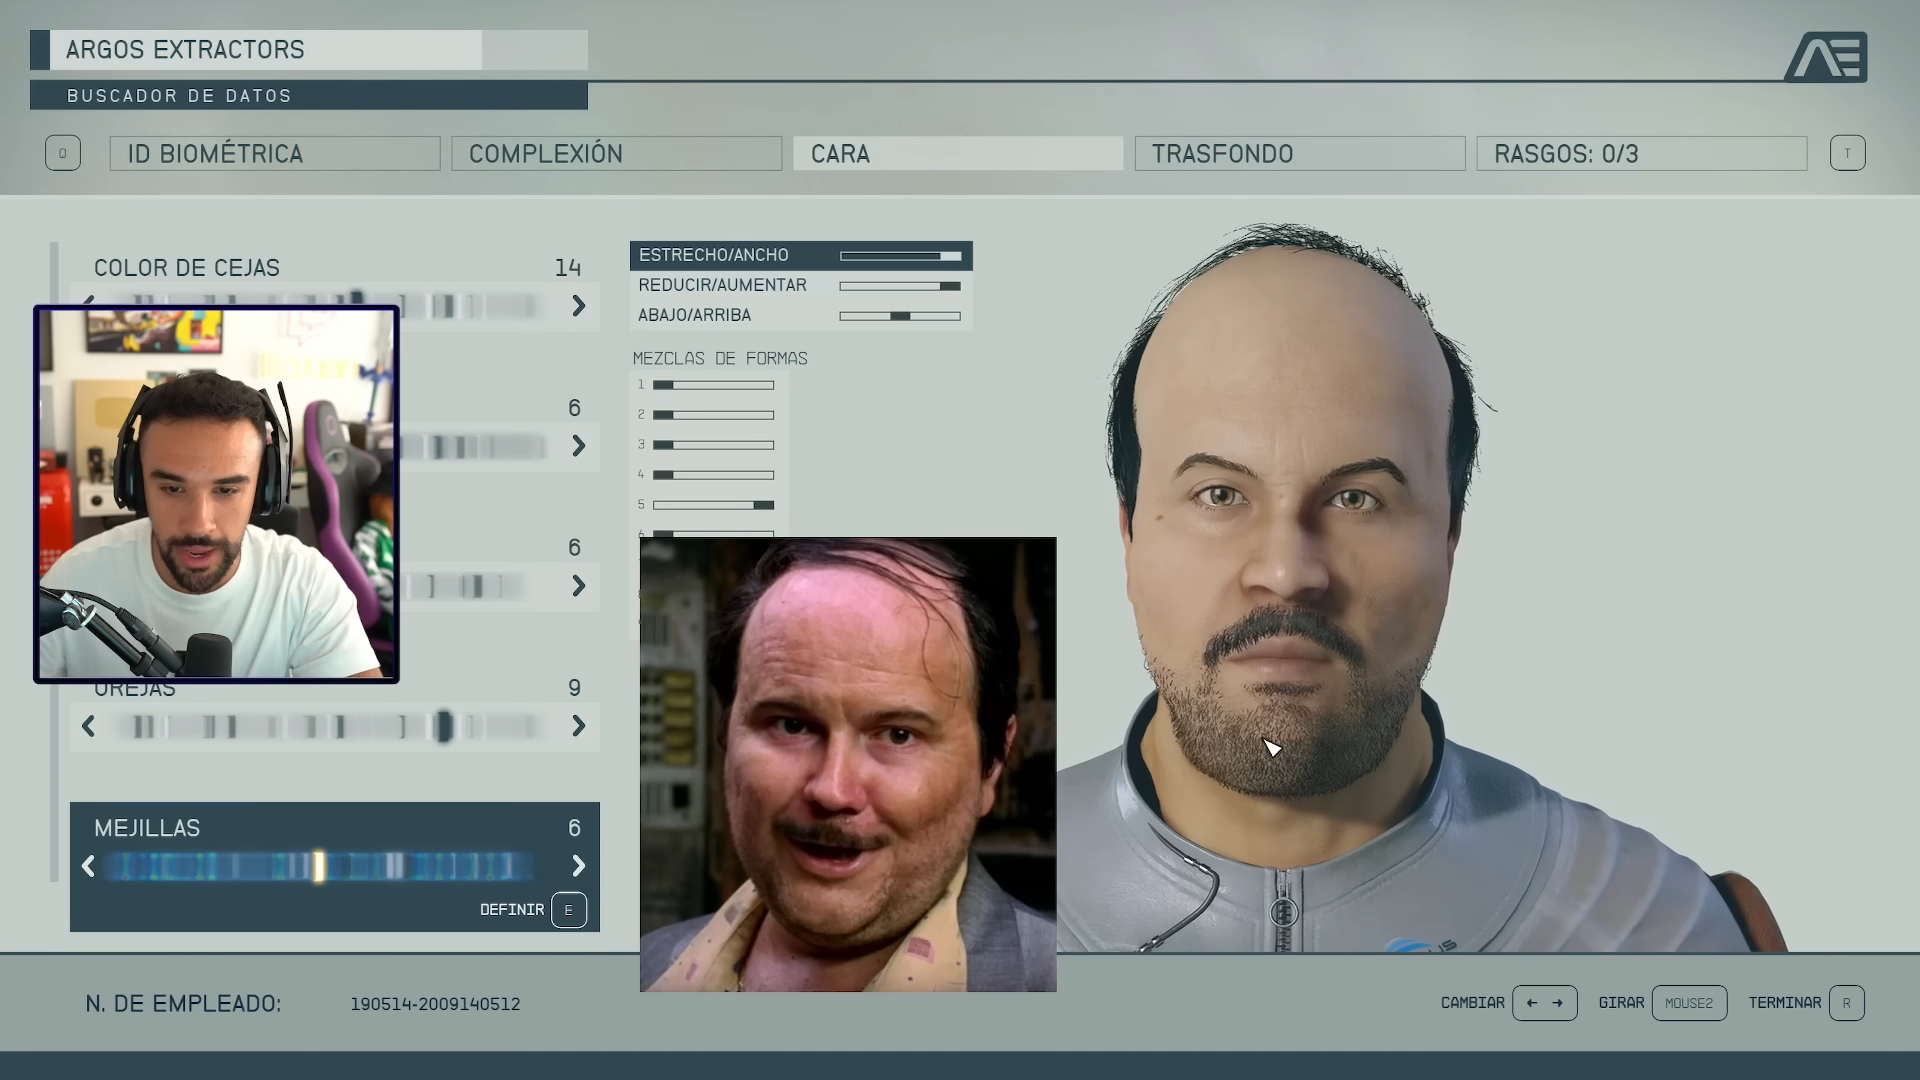 ARGOS EXTRACTORS
BUSCADOR DE DATOS
Q
ID BIOMÉTRICA
COMPLEXIÓN
CARA
TRASFONDO
RASGOS: 0/3
T
COLOR DE CEJAS
14
6
6
OREJAS
9
MEJILLAS
6
DEFINIR
E
ESTRECHO/ANCHO
REDUCIR/AUMENTAR
ABAJO/ARRIBA
MEZCLAS DE FORMAS
1
2
3
4
5
6
N. DE EMPLEADO:
190514-2009140512
CAMBIAR
GIRAR
MOUSE2
TERMINAR
R